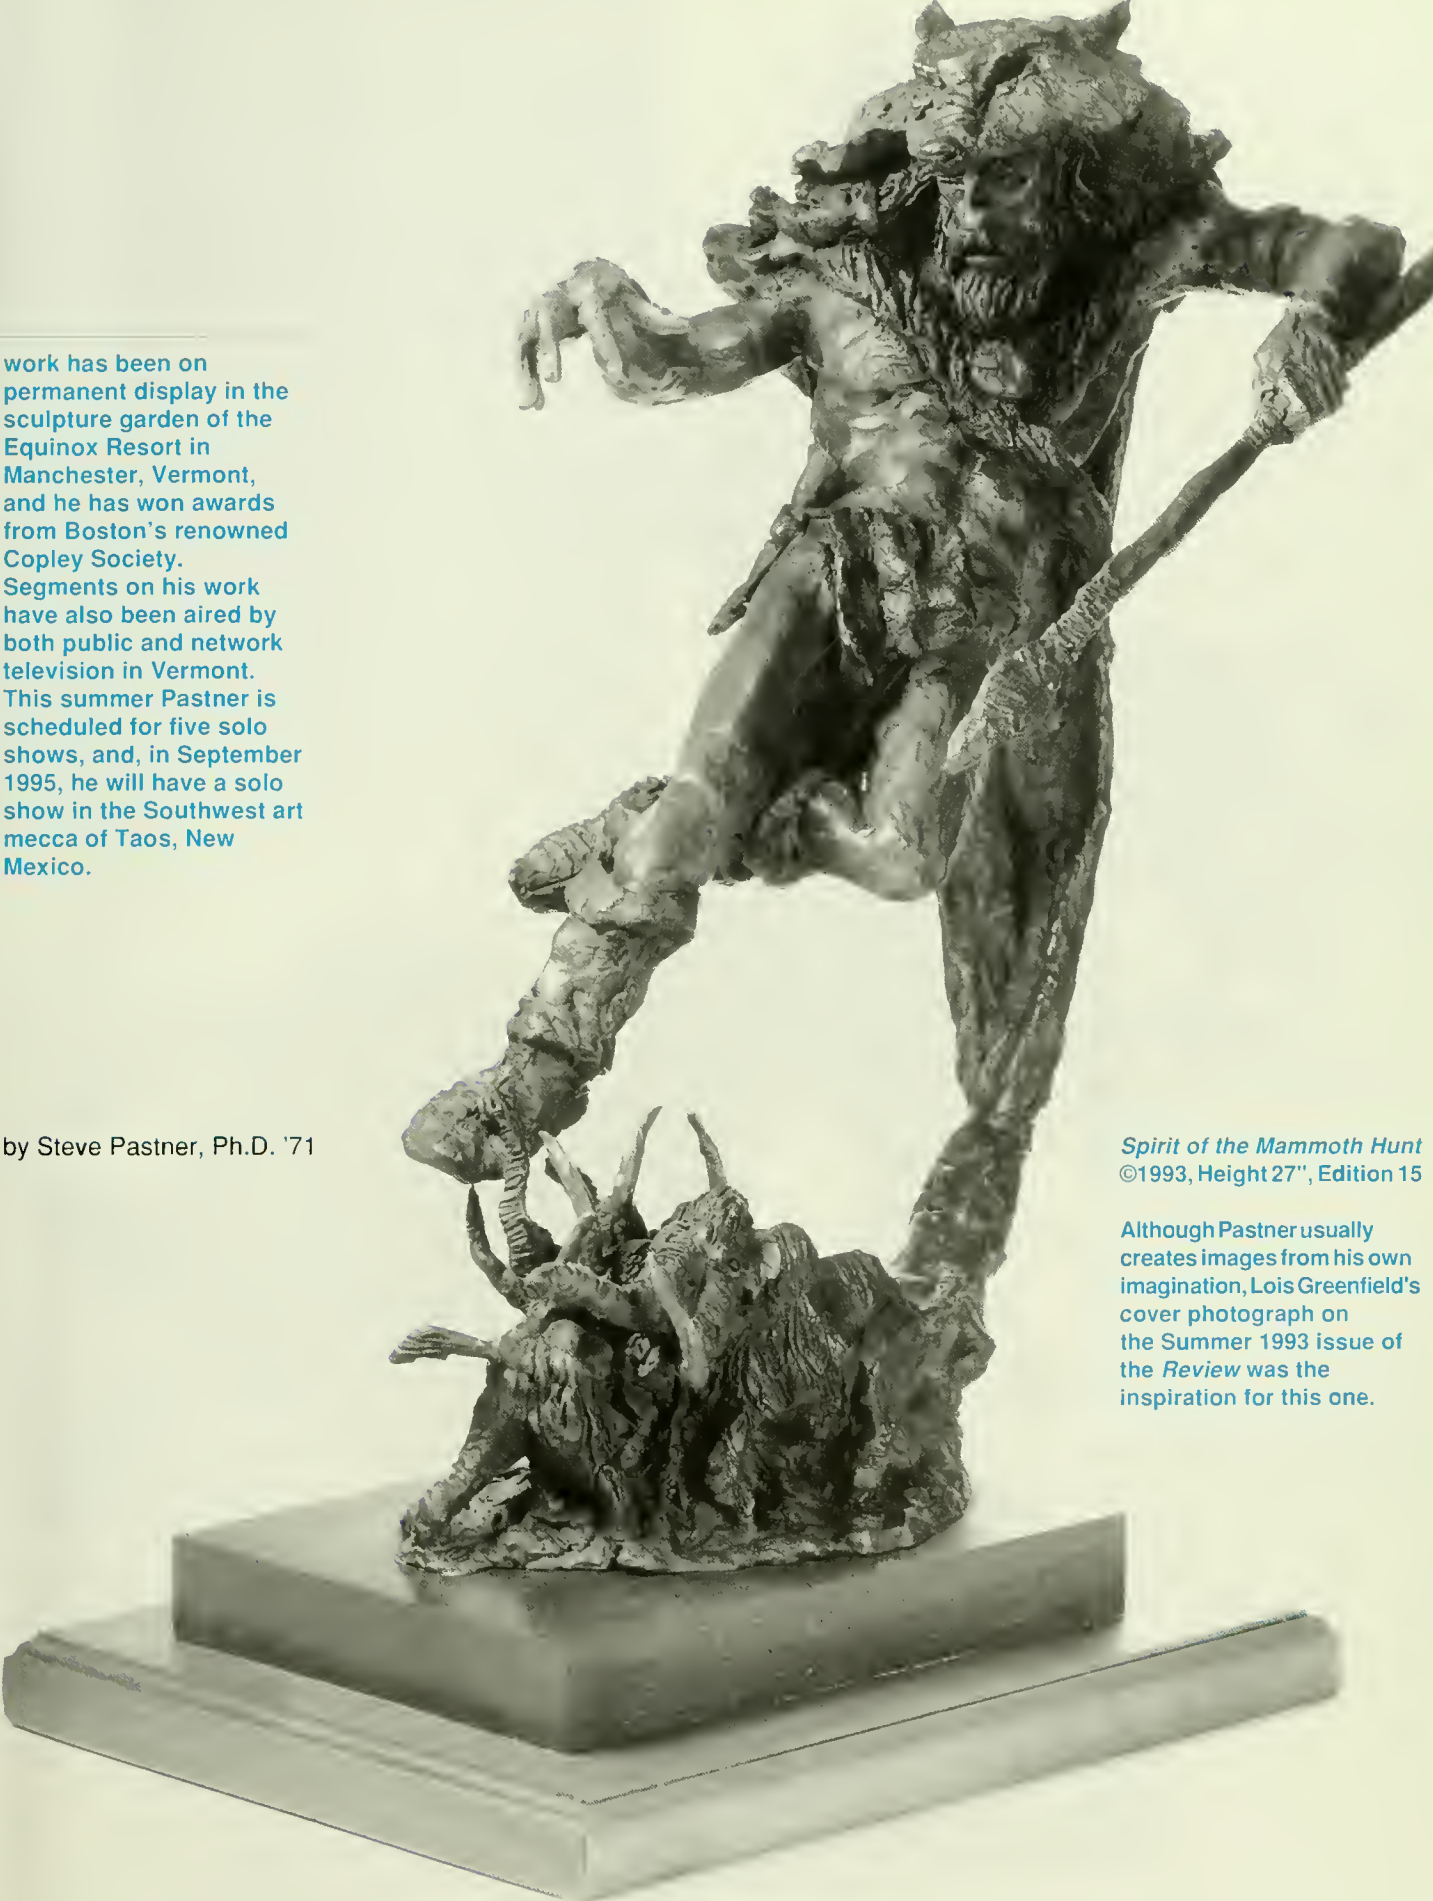 work has been on
permanent display in the
sculpture garden of the
Equinox Resort in
Manchester, Vermont,
and he has won awards
from Boston's renowned
Copley Society.
Segments on his work
have also been aired by
both public and network
television in Vermont.
This summer Pastner is
scheduled for five solo
shows, and, in September
1995, he will have a solo
show in the Southwest art
mecca of Taos, New
Mexico.
by Steve Pastner, Ph.D. '71
Spirit of the Mammoth Hunt
©1993, Height 27", Edition 15
Although Pastner usually
creates images from his own
imagination, Lois Greenfield's
cover photograph on
the Summer 1993 issue of
the Review was the
inspiration for this one.